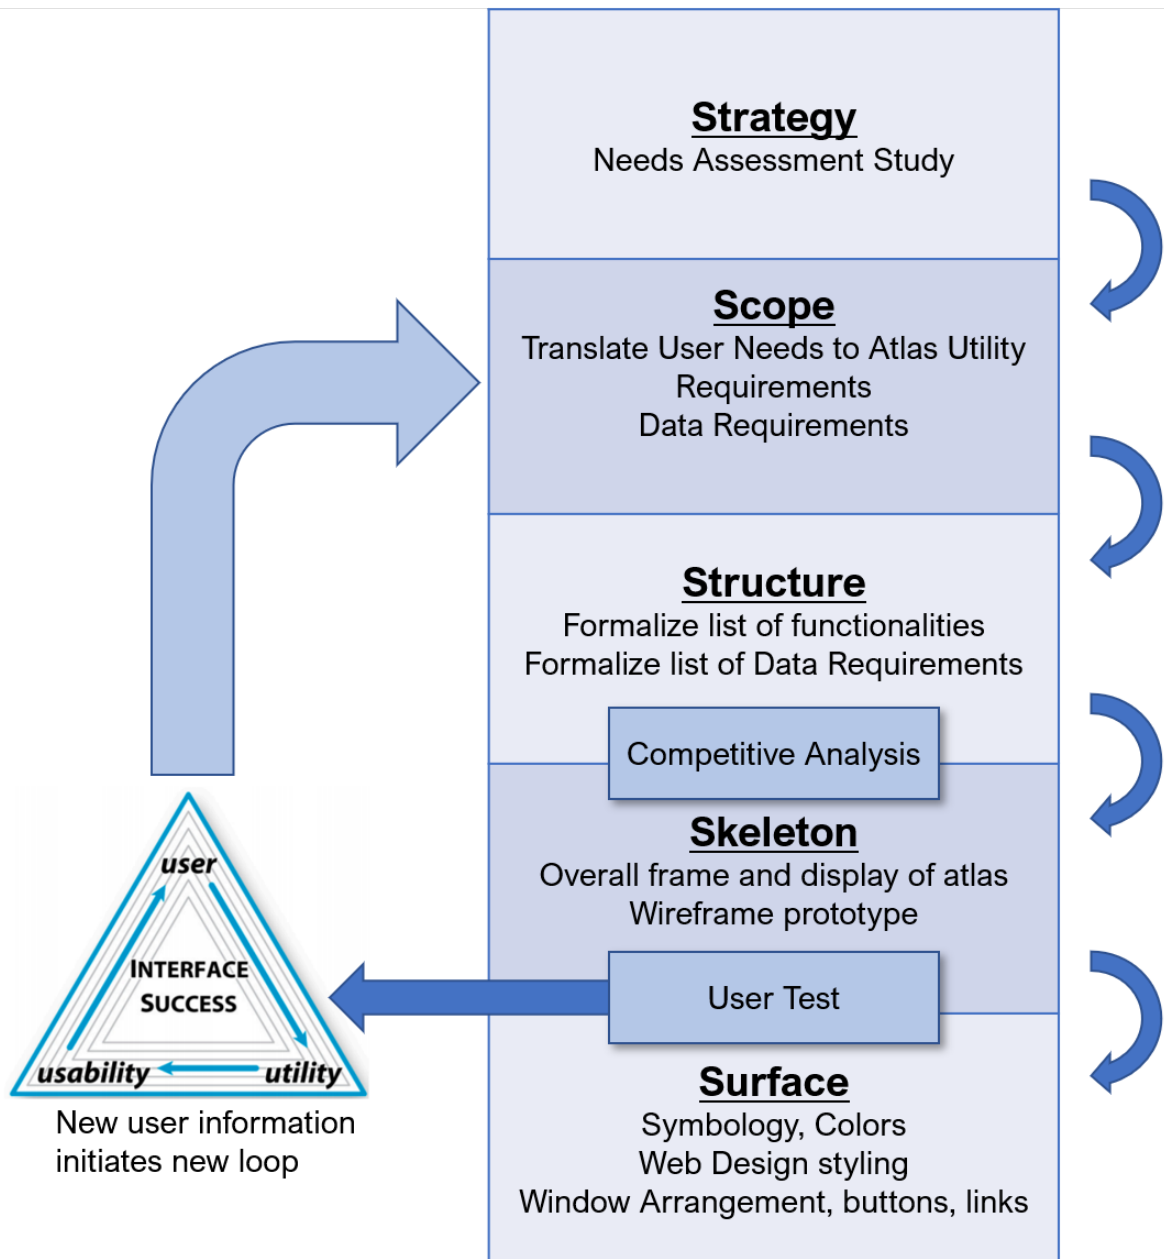 Strategy
Needs Assessment Study
Scope
Translate User Needs to Atlas Utility
Requirements
Data Requirements
Structure
Formalize list of functionalities
Formalize list of Data Requirements
Competitive Analysis
Skeleton
Overall frame and display of atlas
Wireframe prototype
User Test
Surface
Symbology, Colors
Web Design styling
Window Arrangement, buttons, links
user
INTERFACE
SUCCESS
usability
utility
New user information
initiates new loop